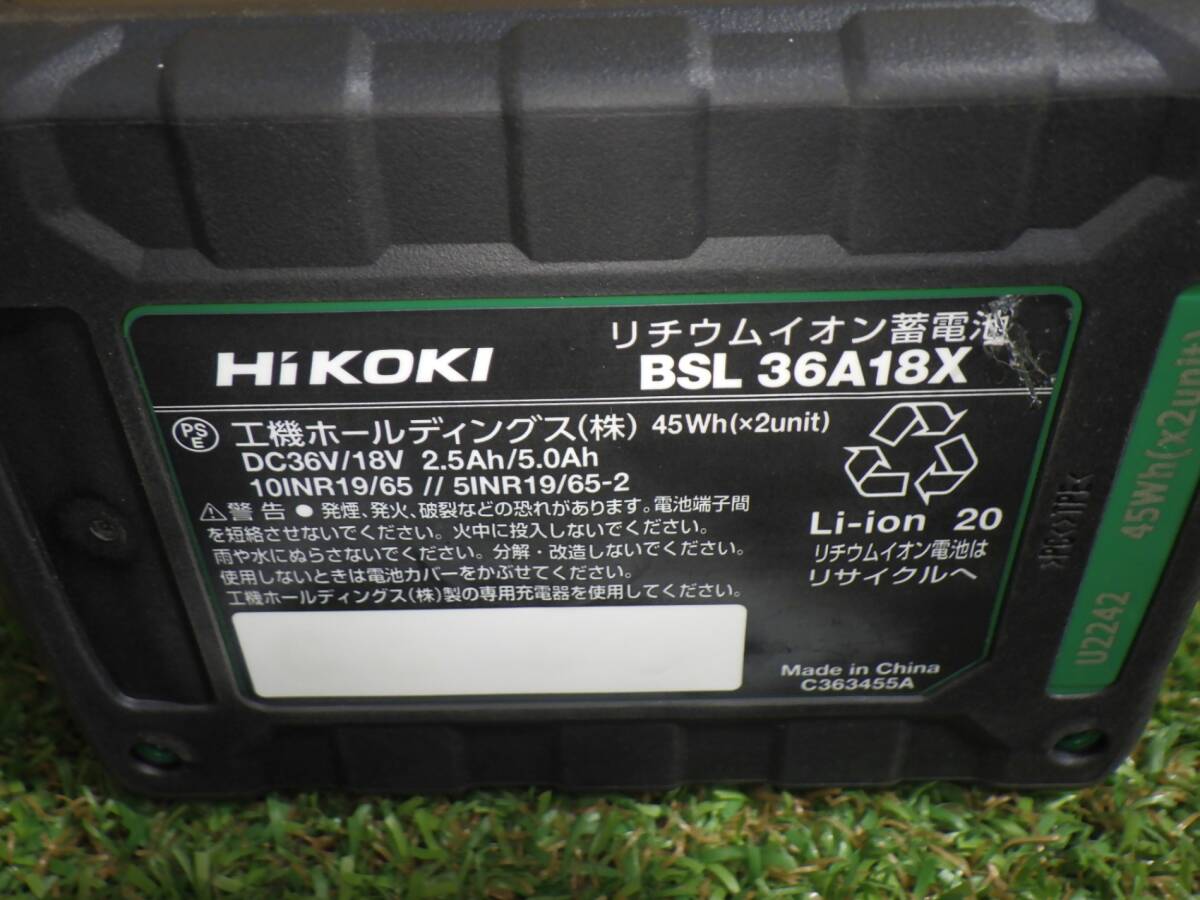 リチウムイオン蓄電池
HiKOKI
BSL 36A18X
PSE
工機ホールディングス(株) 45Wh(×2unit)
DC36V/18V 2.5Ah/5.0Ah
10INR19/65 // 5INR19/65-2
⚠警告 ● 発煙、発火、破裂などの恐れがあります。電池端子間
を短絡させないでください。火中に投入しないでください。
雨や水にぬらさないでください。分解・改造しないでください。
使用しないときは電池カバーをかぶせてください。
工機ホールディングス(株)製の専用充電器を使用してください。
Li-ion 20
リチウムイオン電池は
リサイクルへ
Made in China
C363455A
U2242 45Wh(×2unit)